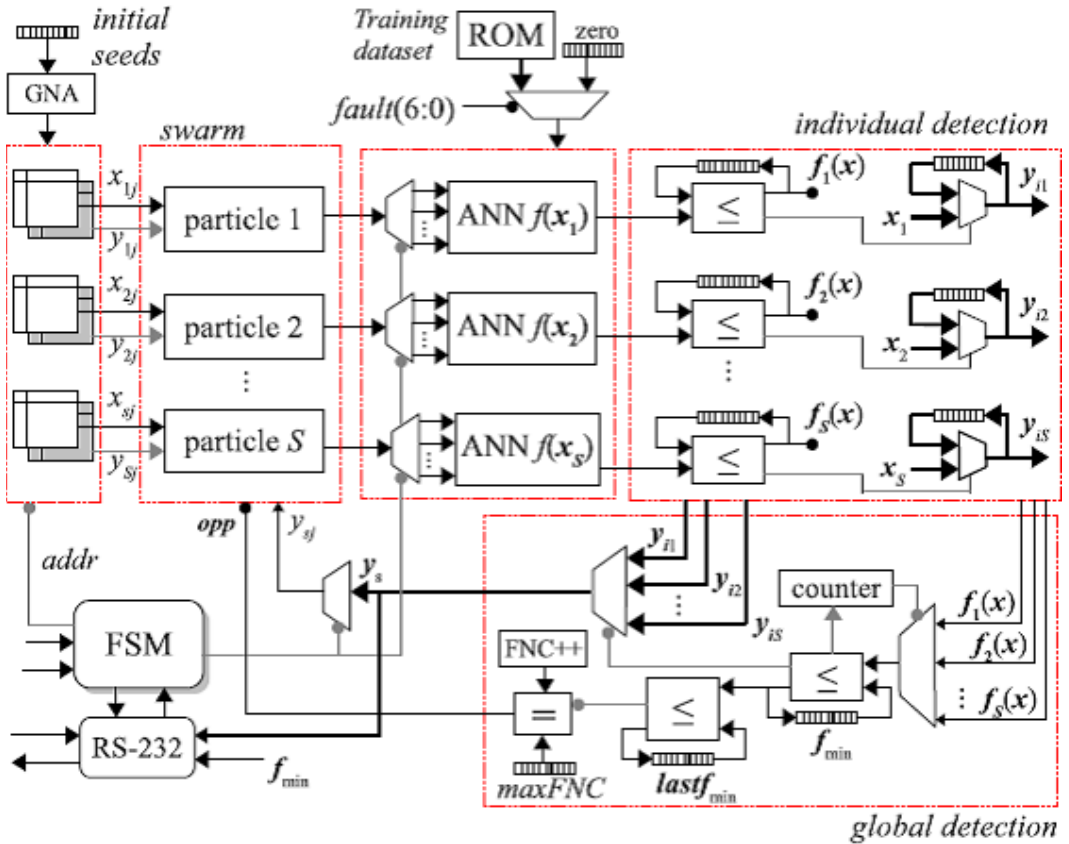 initial
seeds
GNA
Training
dataset
ROM
zero
fault(6:0)
swarm
individual detection
x1j
y1j
particle 1
ANN f(x1)
≤
f1(x)
x1
yi1
x2j
y2j
particle 2
ANN f(x2)
≤
f2(x)
x2
yi2
⋮
⋮
xsj
ySj
particle S
ANN f(xS)
≤
fS(x)
xS
yiS
addr
opp
ysj
ys
yi1
yi2
⋮
yiS
counter
f1(x)
f2(x)
⋮ fS(x)
FSM
FNC++
=
≤
≤
fmin
RS-232
fmin
maxFNC
lastfmin
global detection